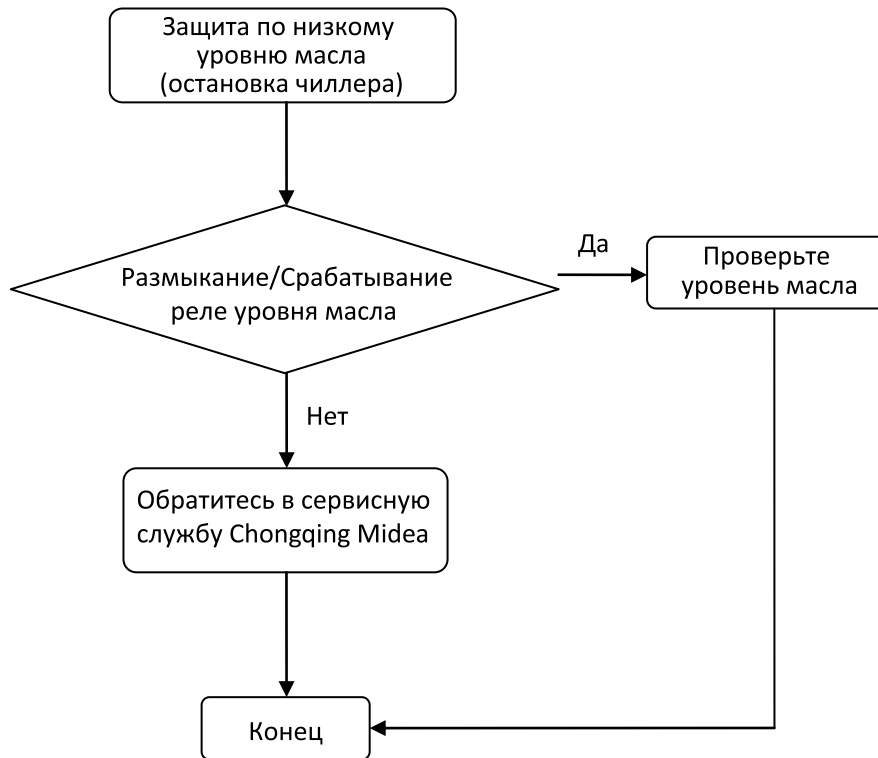 Защита по низкому
уровню масла
(остановка чиллера)
Размыкание/Срабатывание
реле уровня масла
Да
Проверьте
уровень масла
Нет
Обратитесь в сервисную
службу Chongqing Midea
Конец